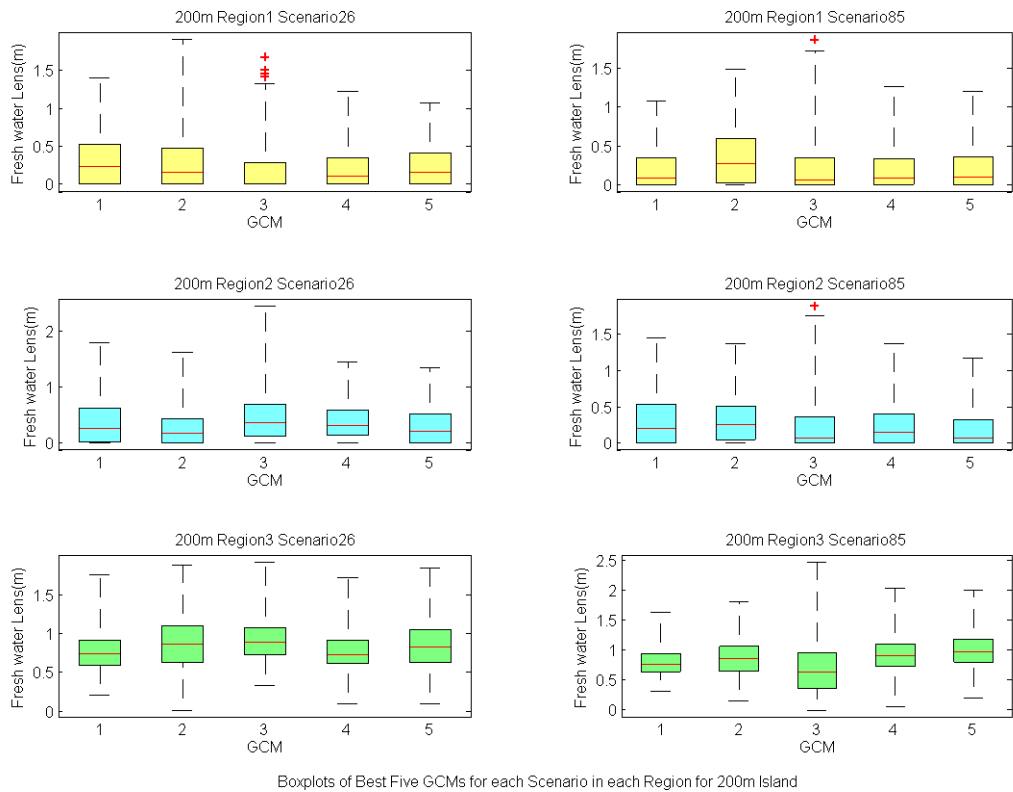 200m Region1 Scenario26
Fresh water Lens(m)
1.5
1
0.5
0
1 2 3 4 5
GCM
200m Region1 Scenario85
Fresh water Lens(m)
1.5
1
0.5
0
1 2 3 4 5
GCM
200m Region2 Scenario26
Fresh water Lens(m)
2
1
0
1 2 3 4 5
GCM
200m Region2 Scenario85
Fresh water Lens(m)
1.5
1
0.5
0
1 2 3 4 5
GCM
200m Region3 Scenario26
Fresh water Lens(m)
1.5
1
0.5
0
1 2 3 4 5
GCM
200m Region3 Scenario85
Fresh water Lens(m)
2.5
2
1.5
1
0.5
0
1 2 3 4 5
GCM
Boxplots of Best Five GCMs for each Scenario in each Region for 200m Island